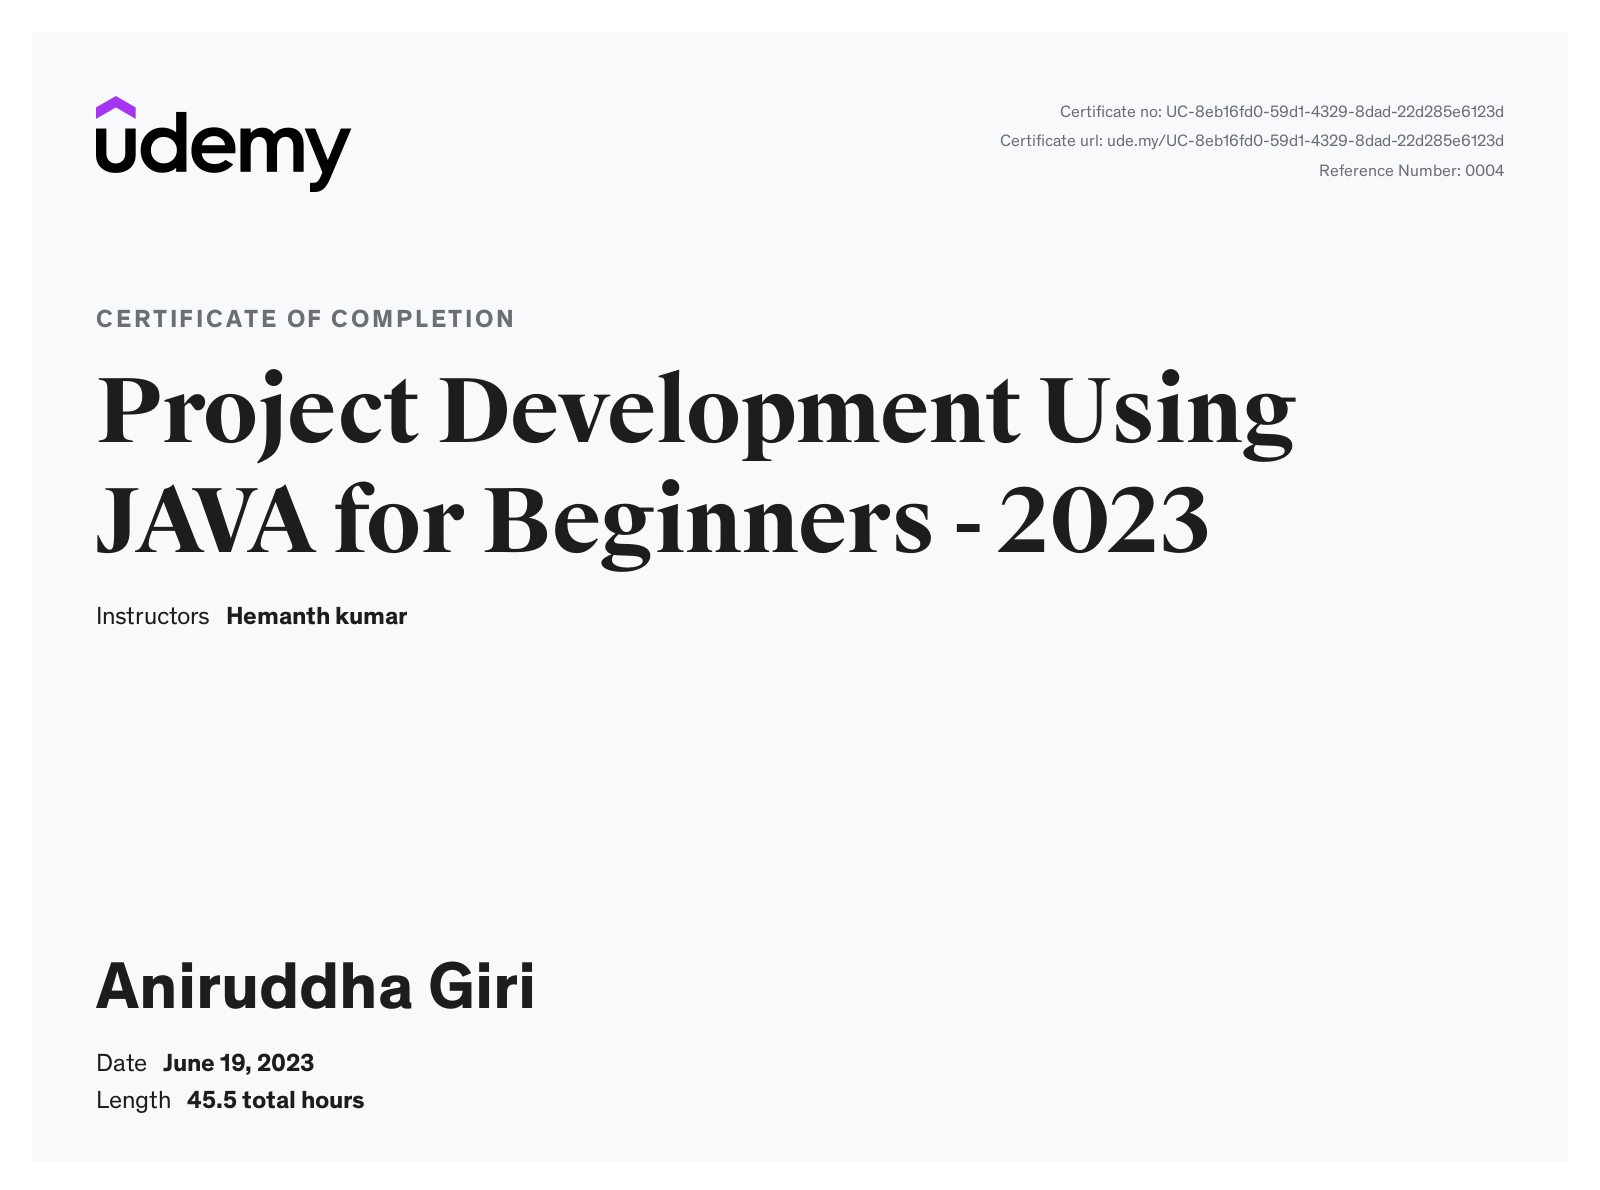 udemy
Certificate no: UC-8eb16fd0-59d1-4329-8dad-22d285e6123d
Certificate url: ude.my/UC-8eb16fd0-59d1-4329-8dad-22d285e6123d
Reference Number: 0004
CERTIFICATE OF COMPLETION
Project Development Using
JAVA for Beginners - 2023
Instructors Hemanth kumar
Aniruddha Giri
Date June 19, 2023
Length 45.5 total hours